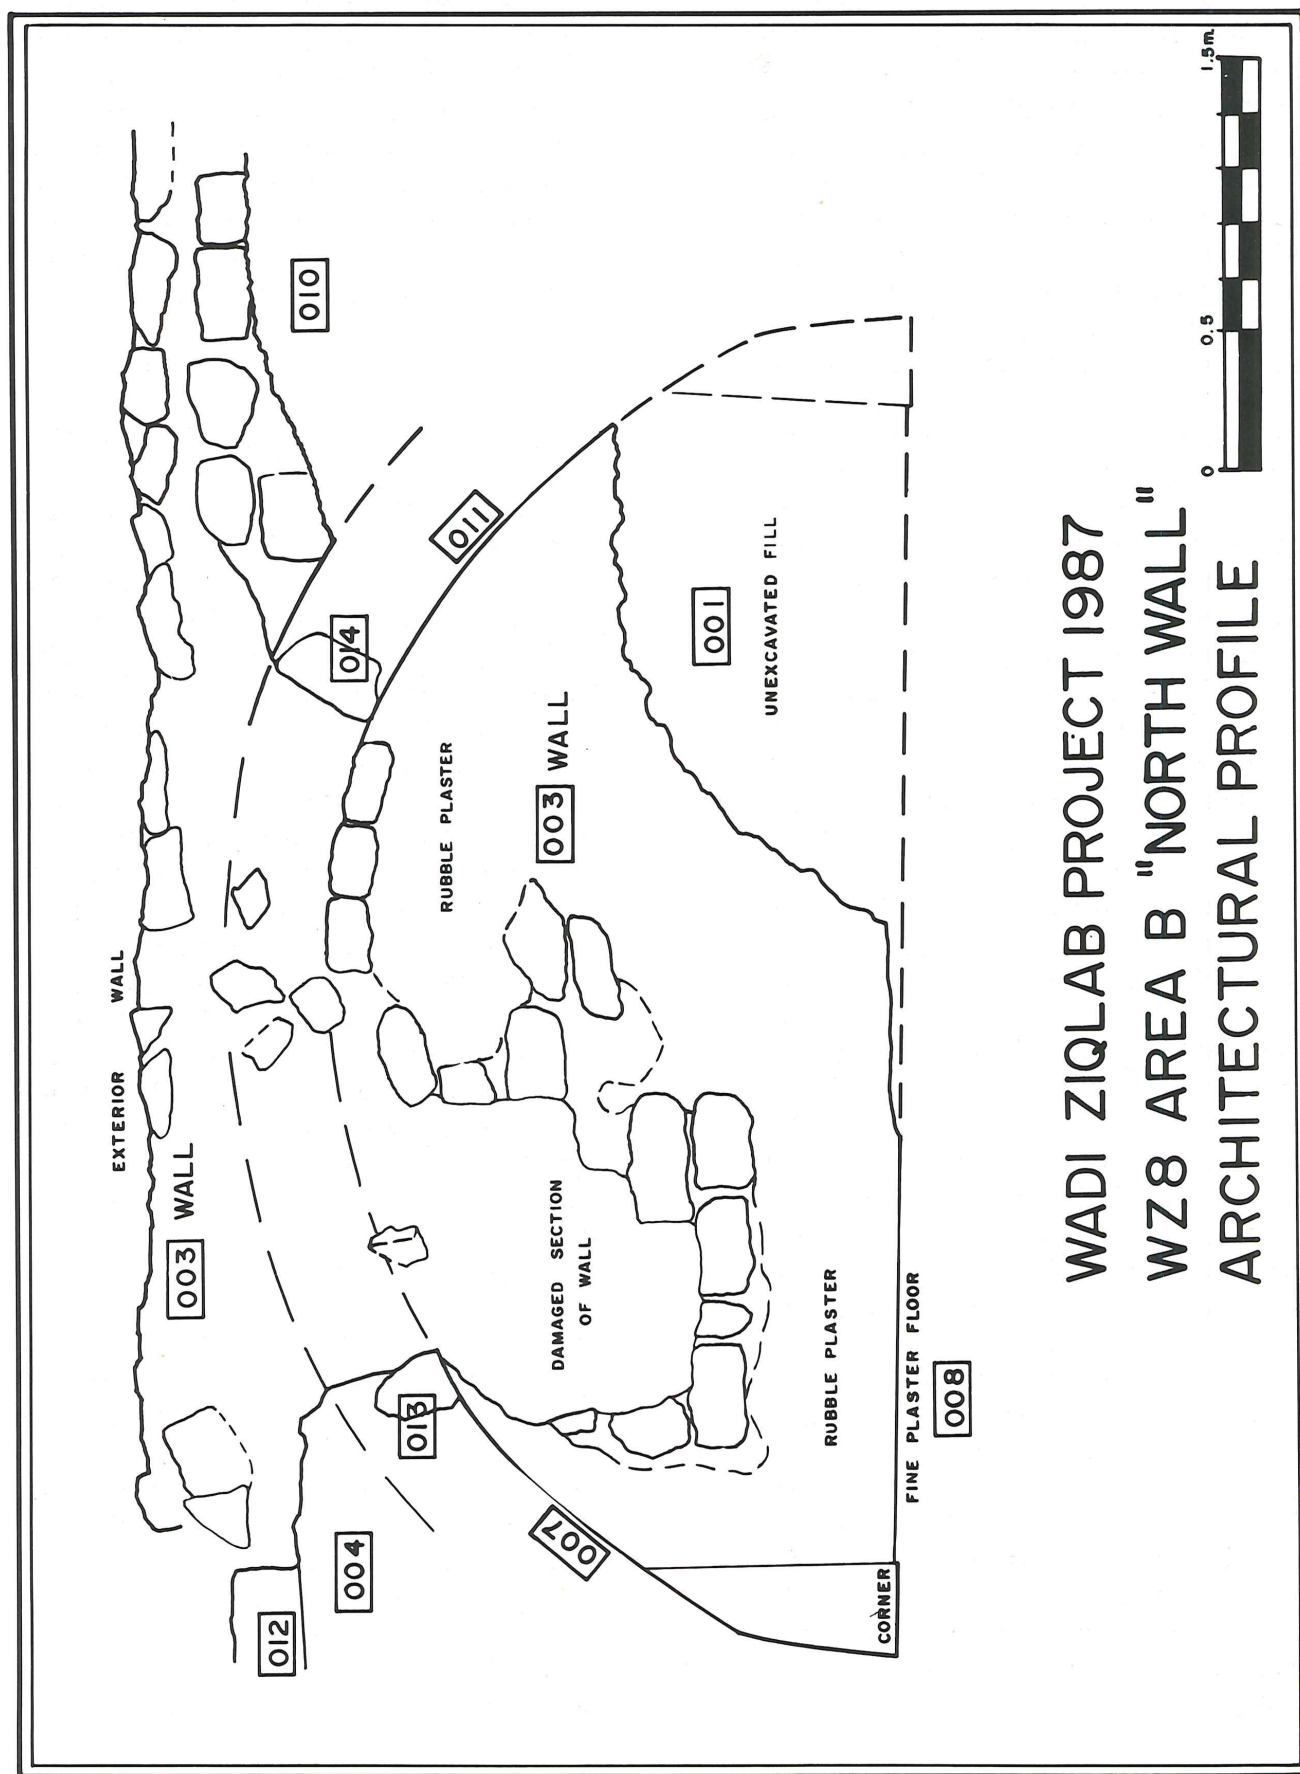 EXTERIOR WALL
003 WALL
010
012
004
013
014
011
RUBBLE PLASTER
003 WALL
007
DAMAGED SECTION
OF WALL
001
UNEXCAVATED FILL
RUBBLE PLASTER
CORNER
FINE PLASTER FLOOR
008
WADI ZIQLAB PROJECT 1987
WZ8 AREA B "NORTH WALL"
ARCHITECTURAL PROFILE
0 0.5 1.5m